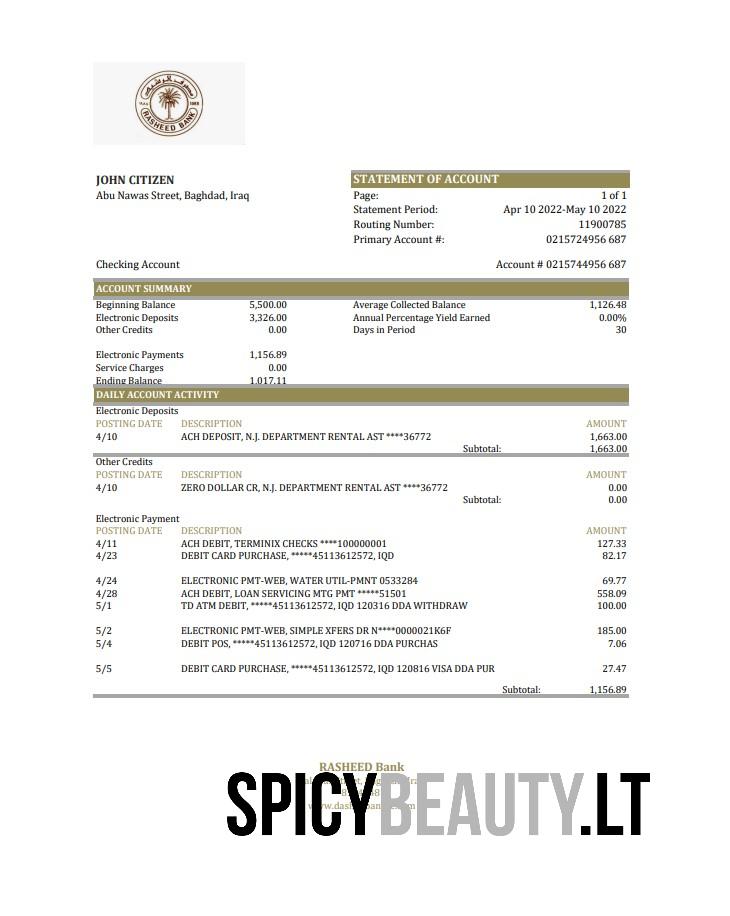 RASHEED BANK
JOHN CITIZEN
Abu Nawas Street, Baghdad, Iraq
STATEMENT OF ACCOUNT
Page: 1 of 1
Statement Period: Apr 10 2022-May 10 2022
Routing Number: 11900785
Primary Account #: 0215724956 687
Checking Account Account # 0215744956 687
ACCOUNT SUMMARY
Beginning Balance 5,500.00 Average Collected Balance 1,126.48
Electronic Deposits 3,326.00 Annual Percentage Yield Earned 0.00%
Other Credits 0.00 Days in Period 30
Electronic Payments 1,156.89
Service Charges 0.00
Ending Balance 1,017.11
DAILY ACCOUNT ACTIVITY
Electronic Deposits
POSTING DATE DESCRIPTION AMOUNT
4/10 ACH DEPOSIT, N.J. DEPARTMENT RENTAL AST ****36772 1,663.00
Subtotal: 1,663.00
Other Credits
POSTING DATE DESCRIPTION AMOUNT
4/10 ZERO DOLLAR CR, N.J. DEPARTMENT RENTAL AST ****36772 0.00
Subtotal: 0.00
Electronic Payment
POSTING DATE DESCRIPTION AMOUNT
4/11 ACH DEBIT, TERMINIX CHECKS ****100000001 127.33
4/23 DEBIT CARD PURCHASE, *****45113612572, IQD 82.17
4/24 ELECTRONIC PMT-WEB, WATER UTIL-PMNT 0533284 69.77
4/28 ACH DEBIT, LOAN SERVICING MTG PMT *****51501 558.09
5/1 TD ATM DEBIT, *****45113612572, IQD 120316 DDA WITHDRAW 100.00
5/2 ELECTRONIC PMT-WEB, SIMPLE XFERS DR N****0000021K6F 185.00
5/4 DEBIT POS, *****45113612572, IQD 120716 DDA PURCHAS 7.06
5/5 DEBIT CARD PURCHASE, *****45113612572, IQD 120816 VISA DDA PUR 27.47
Subtotal: 1,156.89
RASHEED Bank
SPICYBEAUTY.LT